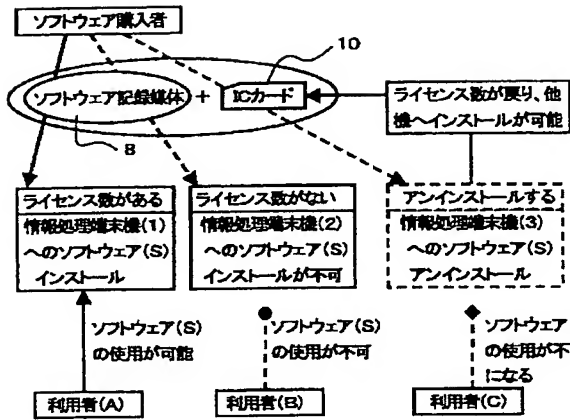 ソフトウェア購入者
10
ソフトウェア記録媒体
+
ICカード
ライセンス数が戻り、他
機へインストールが可能
8
ライセンス数がある
情報処理端末機(1)
へのソフトウェア(S)
インストール
ライセンス数がない
情報処理端末機(2)
へのソフトウェア(S)
インストールが不可
アンインストールする
情報処理端末機(3)
へのソフトウェア(S)
アンインストール
ソフトウェア(S)
の使用が可能
ソフトウェア(S)
の使用が不可
ソフトウェア
の使用が不
になる
利用者(A)
利用者(B)
利用者(C)